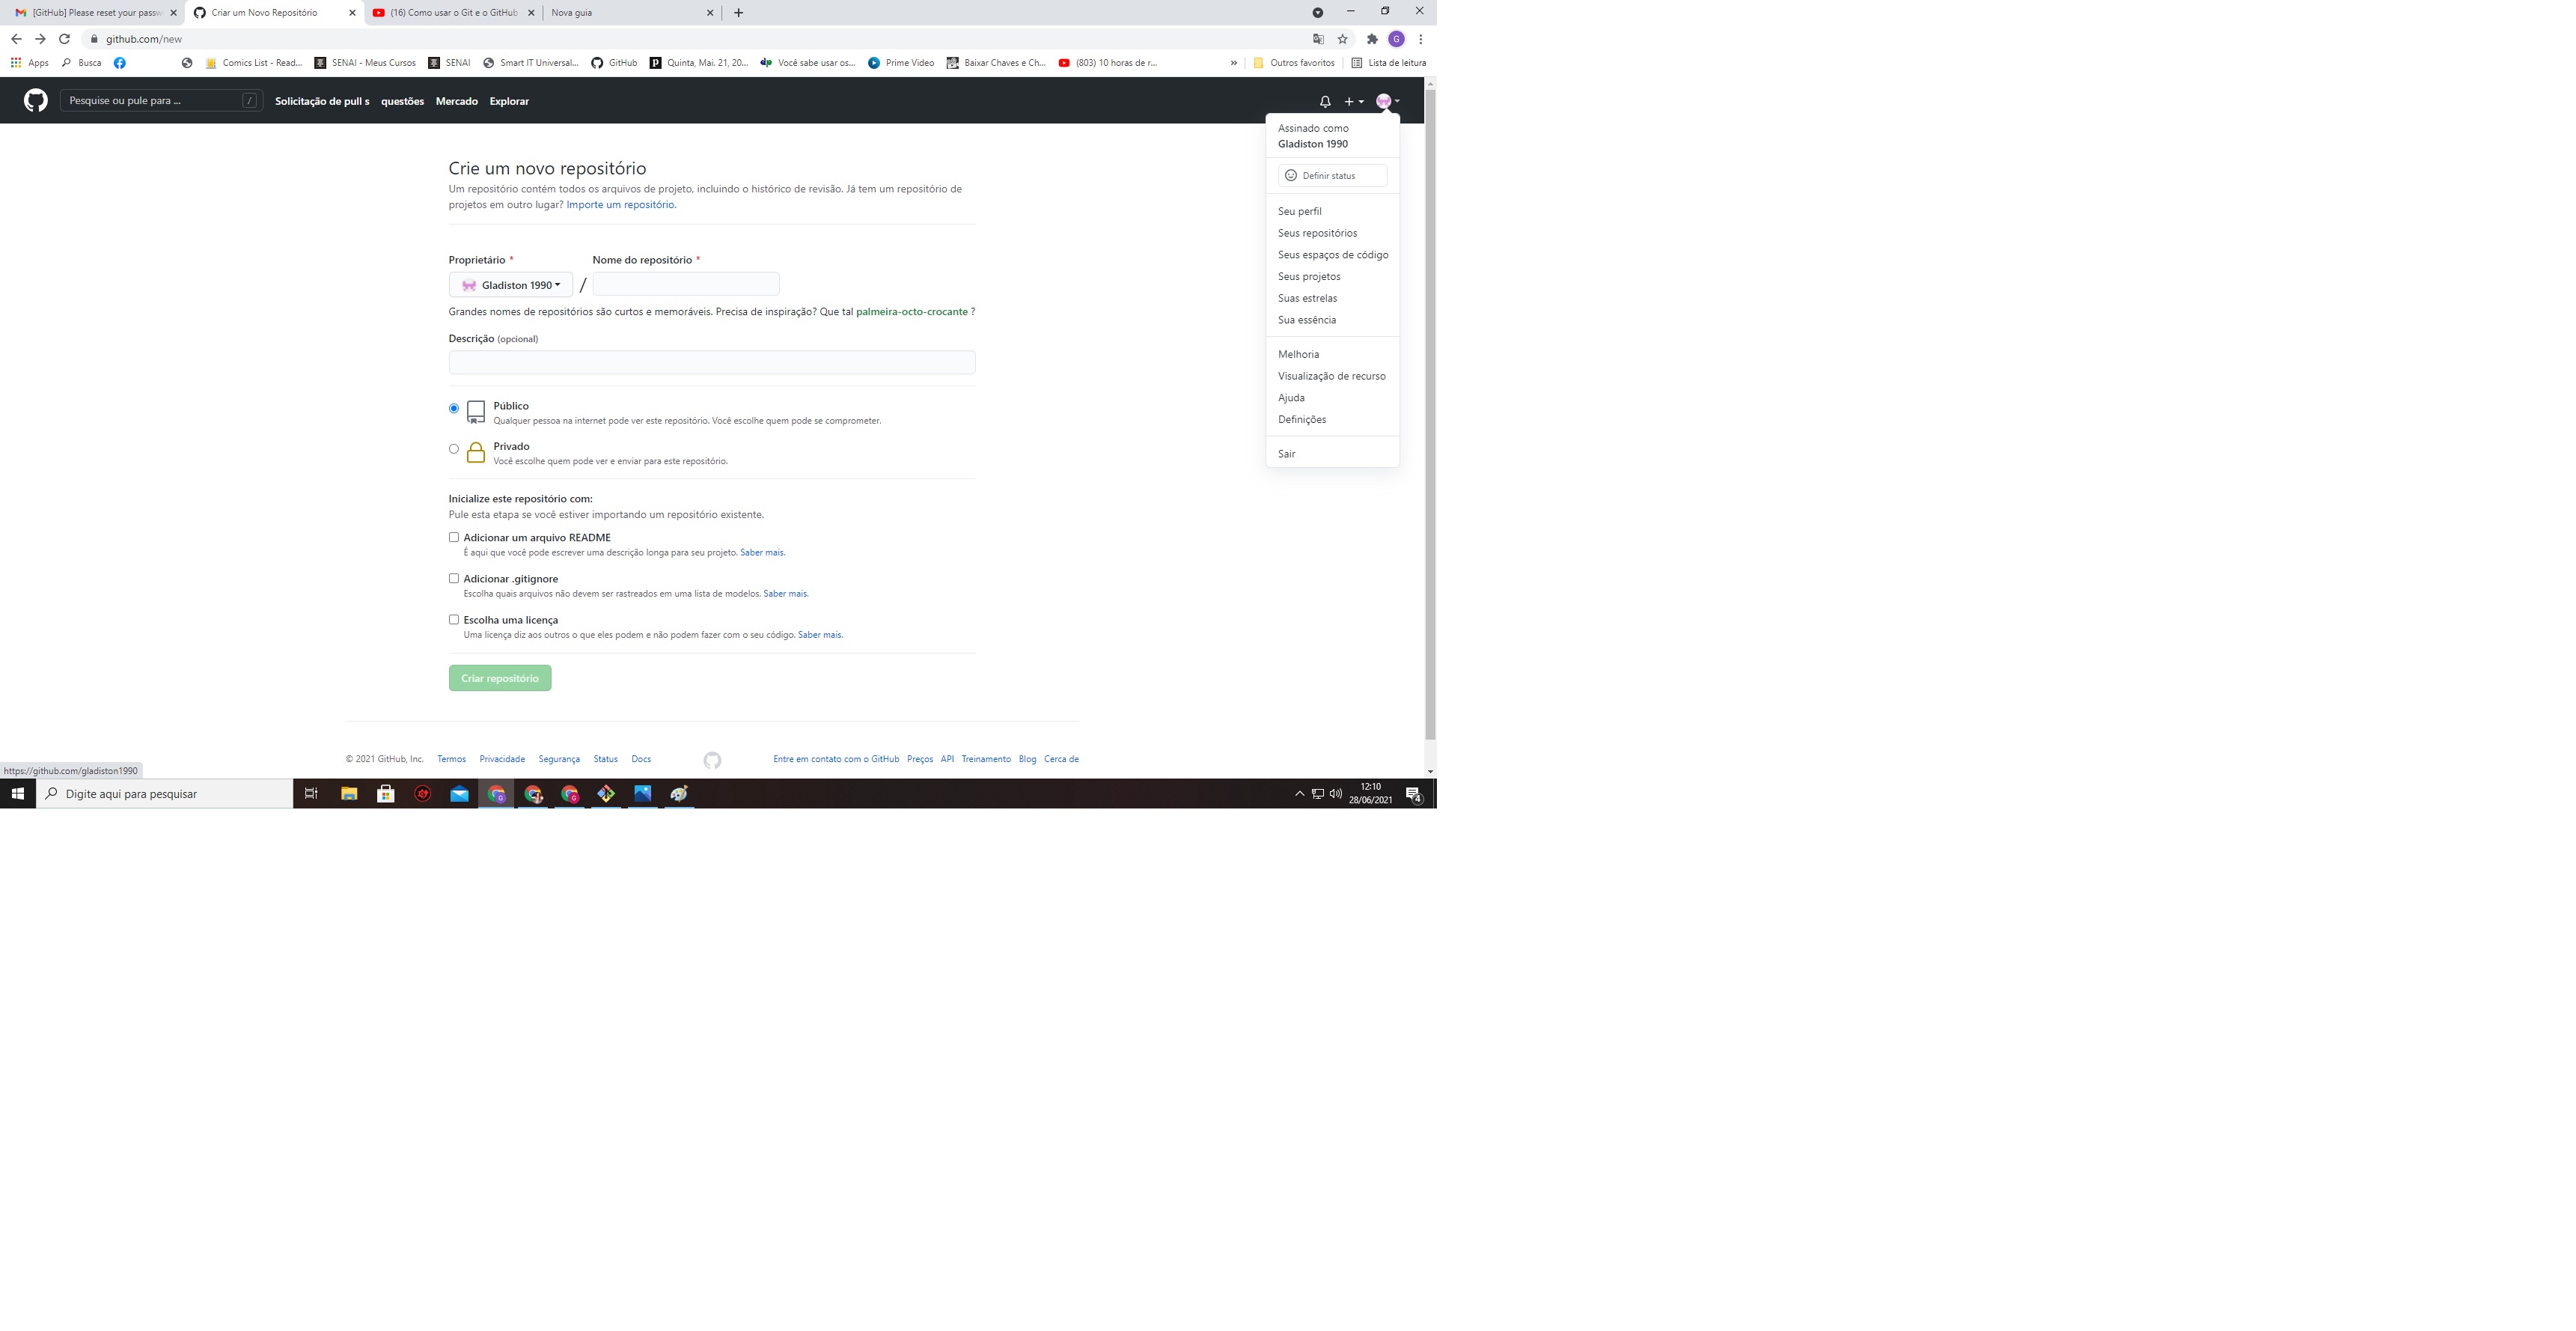 [GitHub] Please reset your passw
Criar um Novo Repositório
(16) Como usar o Git e o GitHub
Nova guia
github.com/new
G
Apps
Busca
Comics List - Read...
SENAI - Meus Cursos
SENAI
Smart IT Universal...
GitHub
Quinta, Mai. 21, 20...
Você sabe usar os...
Prime Video
Baixar Chaves e Ch...
(803) 10 horas de r...
»
Outros favoritos
Lista de leitura
Pesquise ou pule para ...
/
Solicitação de pull s
questões
Mercado
Explorar
Assinado como
Gladiston 1990
Definir status
Seu perfil
Seus repositórios
Seus espaços de código
Seus projetos
Suas estrelas
Sua essência
Melhoria
Visualização de recurso
Ajuda
Definições
Sair
Crie um novo repositório
Um repositório contém todos os arquivos de projeto, incluindo o histórico de revisão. Já tem um repositório de
projetos em outro lugar? Importe um repositório.
Proprietário *
Nome do repositório *
Gladiston 1990
/
Grandes nomes de repositórios são curtos e memoráveis. Precisa de inspiração? Que tal palmeira-octo-crocante ?
Descrição (opcional)
Público
Qualquer pessoa na internet pode ver este repositório. Você escolhe quem pode se comprometer.
Privado
Você escolhe quem pode ver e enviar para este repositório.
Inicialize este repositório com:
Pule esta etapa se você estiver importando um repositório existente.
Adicionar um arquivo README
É aqui que você pode escrever uma descrição longa para seu projeto. Saber mais.
Adicionar .gitignore
Escolha quais arquivos não devem ser rastreados em uma lista de modelos. Saber mais.
Escolha uma licença
Uma licença diz aos outros o que eles podem e não podem fazer com o seu código. Saber mais.
Criar repositório
© 2021 GitHub, Inc.
Termos
Privacidade
Segurança
Status
Docs
Entre em contato com o GitHub
Preços
API
Treinamento
Blog
Cerca de
https://github.com/gladiston1990
Digite aqui para pesquisar
12:10
28/06/2021
4